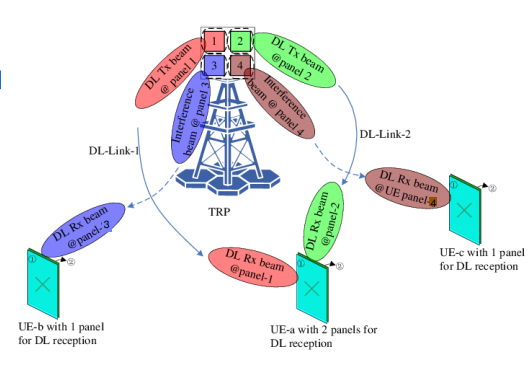 1 2
3 4
DL Tx beam
@ panel 1
DL Tx beam
@ panel 2
Interference
beam @ panel 3
Interference
beam @ panel 4
DL-Link-1
DL-Link-2
TRP
DL Rx beam
@panel-3
DL Rx beam
@panel-1
DL Rx beam
@panel-2
DL Rx beam
@UE panel-4
① ②
① ②
① ②
UE-b with 1 panel
for DL reception
UE-a with 2 panels for
DL reception
UE-c with 1 panel
for DL reception